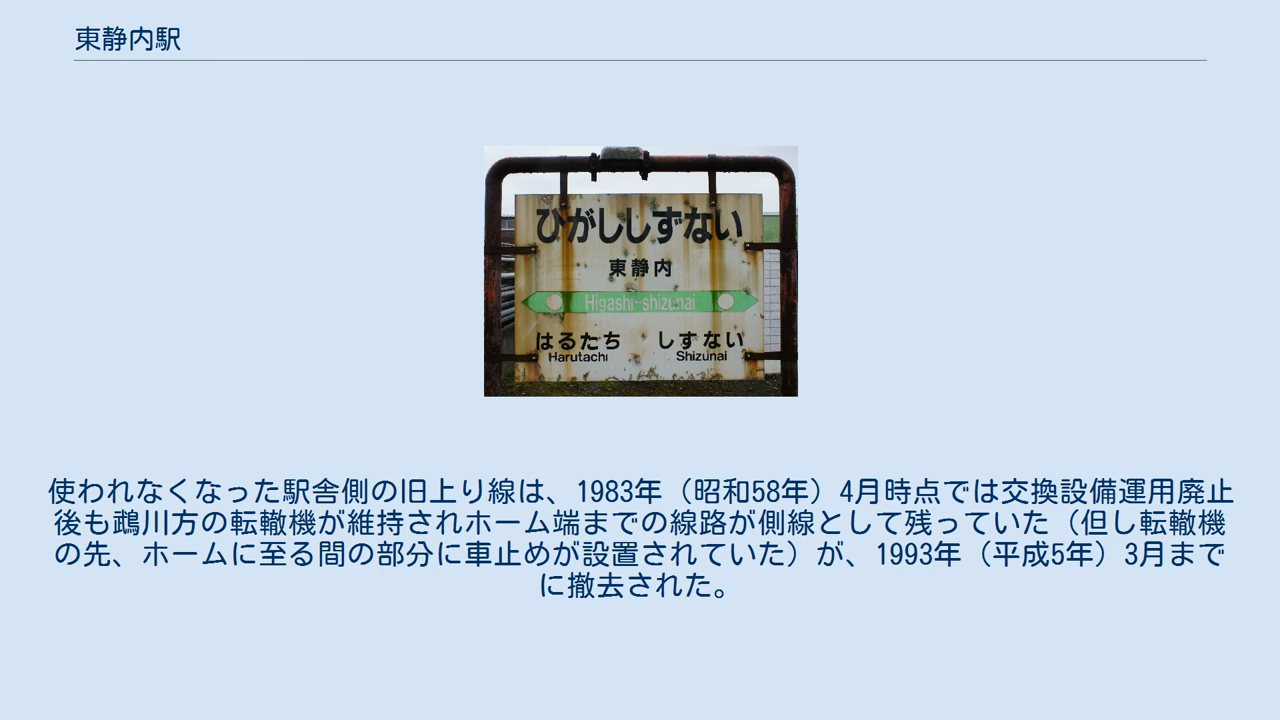 東静内駅
ひがししずない
東静内
Higashi-shizunai
はるたち しずない
Harutachi Shizunai
使われなくなった駅舎側の旧上り線は、1983年（昭和58年）4月時点では交換設備運用廃止
後も鵡川方の転轍機が維持されホーム端までの線路が側線として残っていた（但し転轍機
の先、ホームに至る間の部分に車止めが設置されていた）が、1993年（平成5年）3月まで
に撤去された。